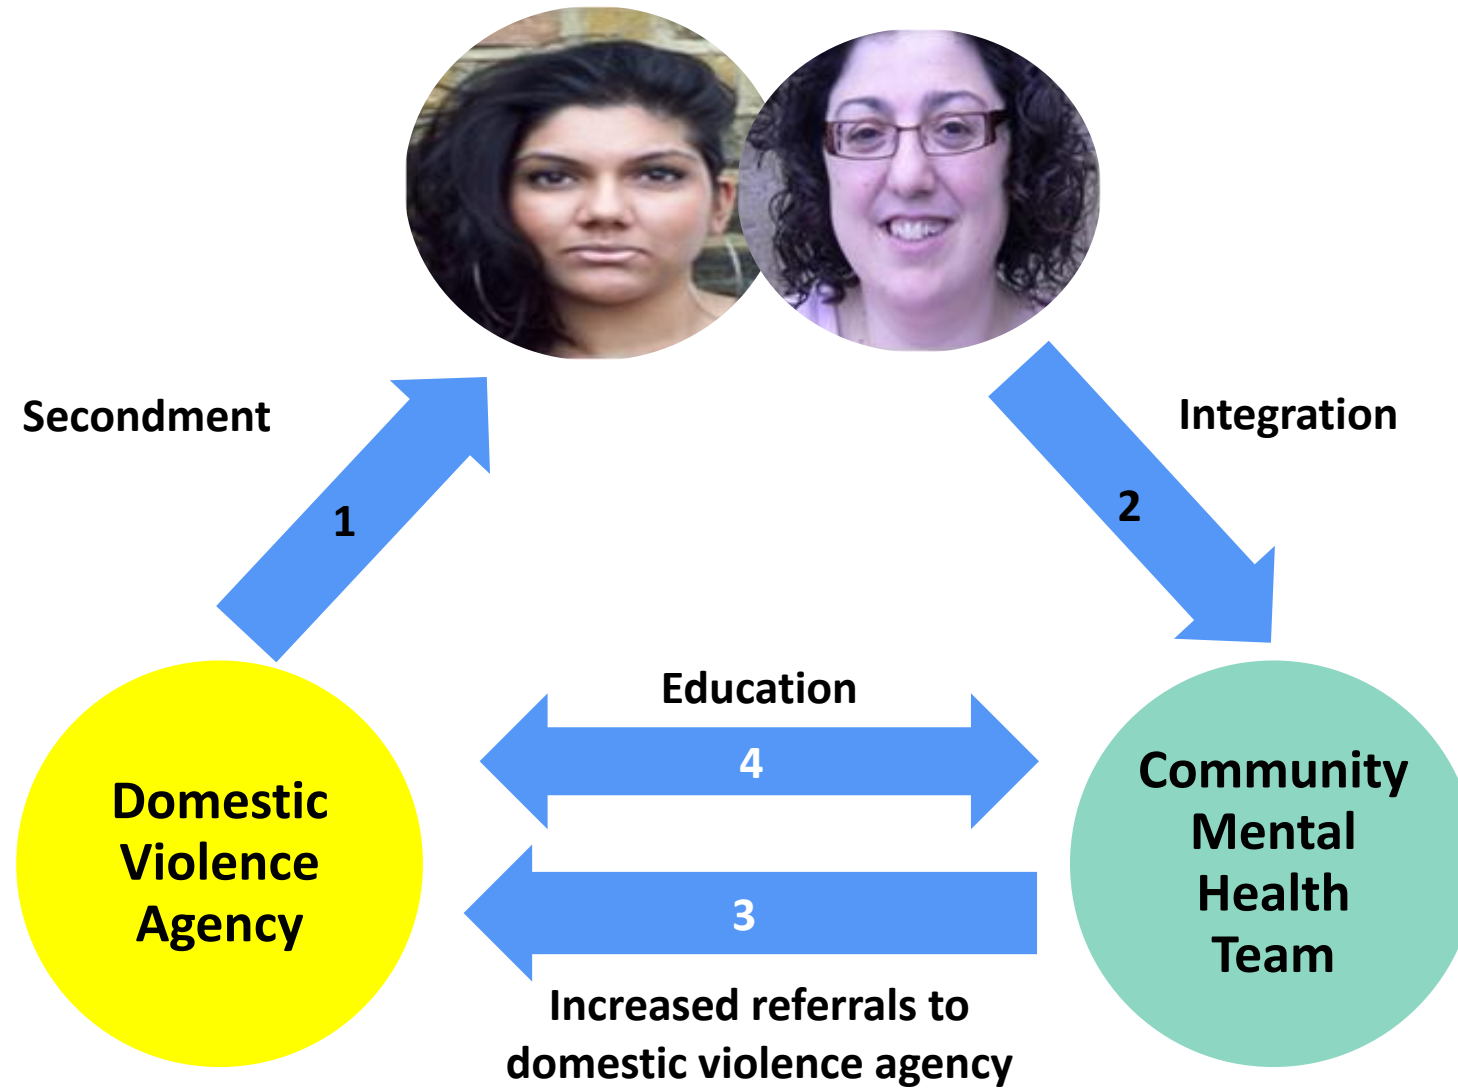 Secondment
Integration
1
2
Education
4
Domestic
Violence
Agency
Community
Mental
Health
Team
3
Increased referrals to
domestic violence agency